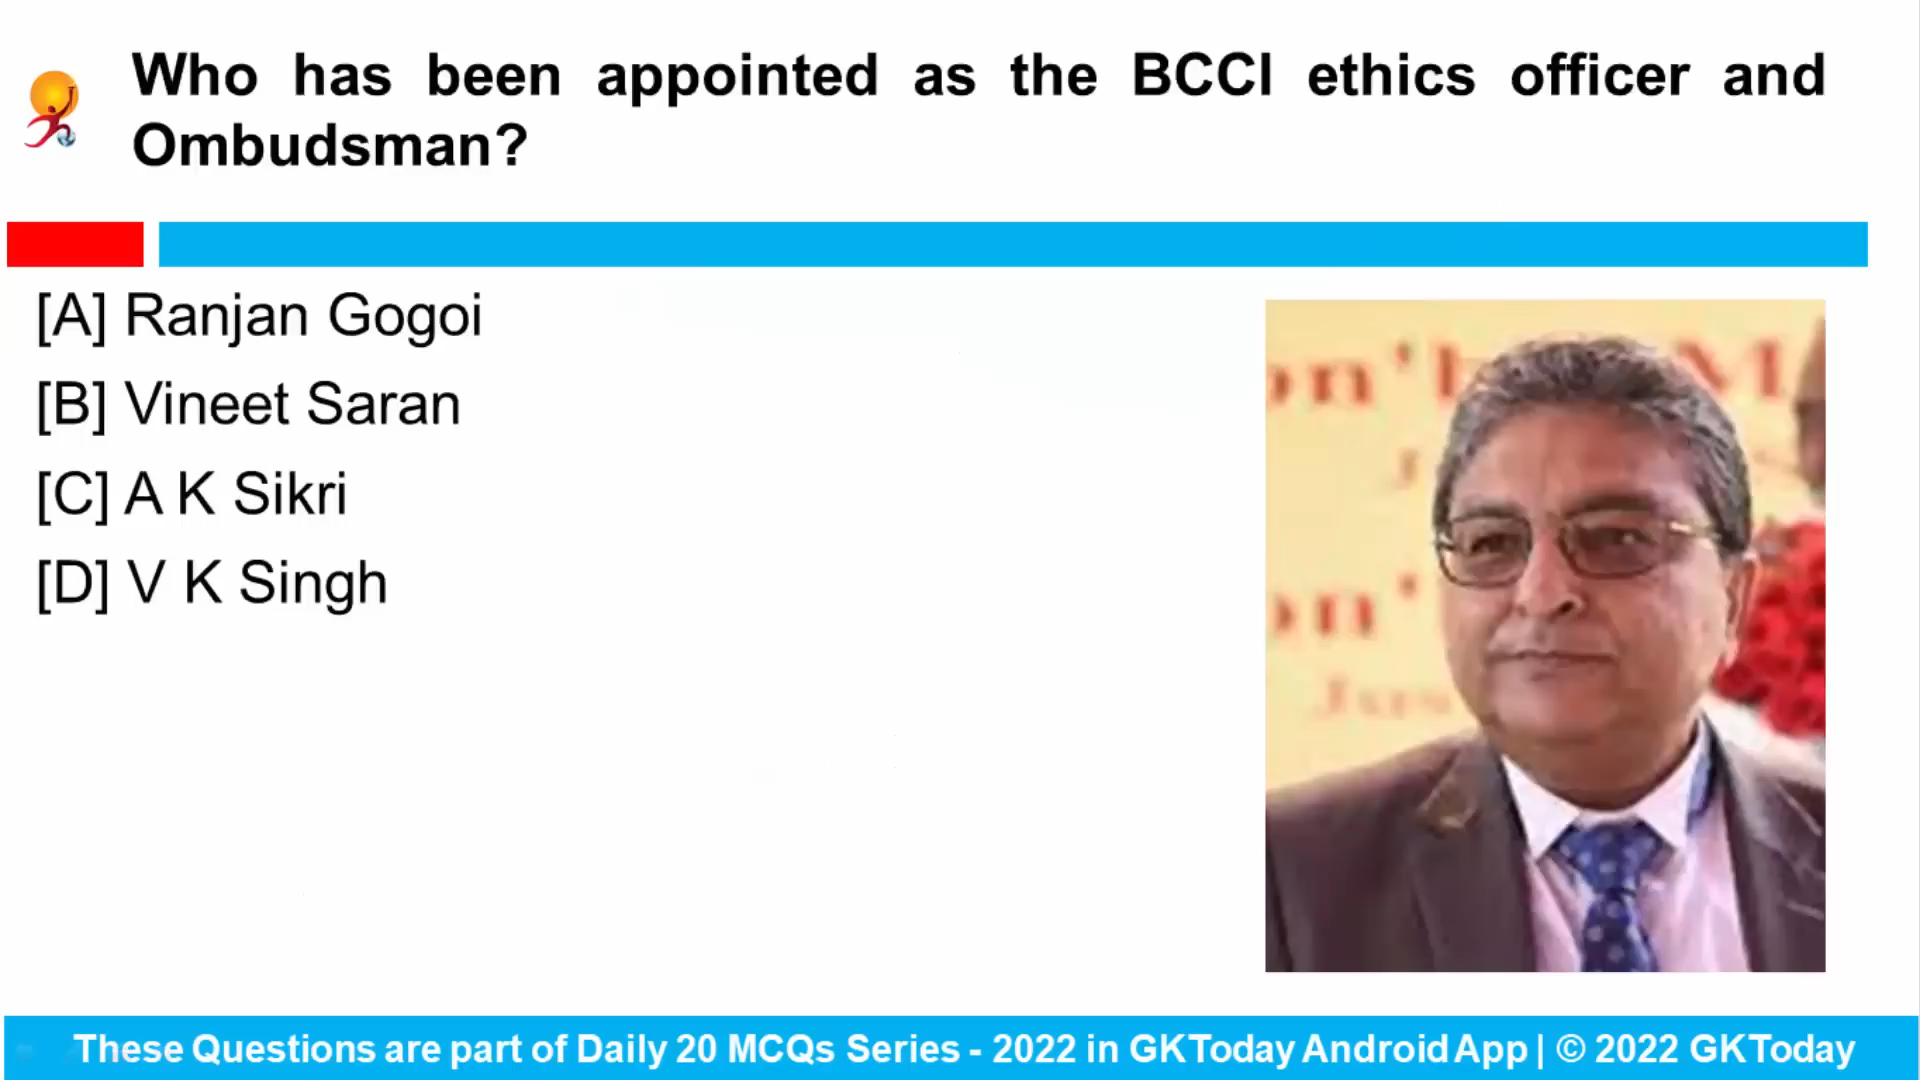 Who has been appointed as the BCCI ethics officer and
Ombudsman?
[A] Ranjan Gogoi
[B] Vineet Saran
[C] A K Sikri
[D] V K Singh
These Questions are part of Daily 20 MCQs Series - 2022 in GKToday Android App | © 2022 GKToday